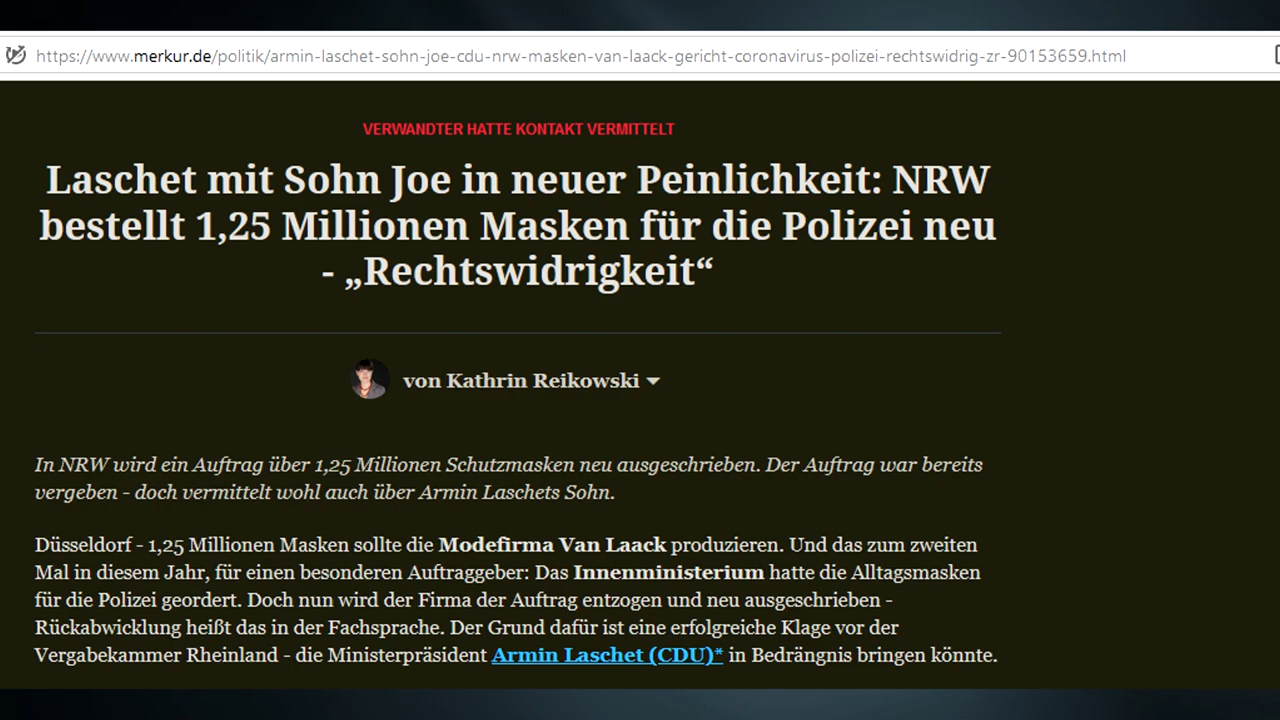 https://www.merkur.de/politik/armin-laschet-sohn-joe-cdu-nrw-masken-van-laack-gericht-coronavirus-polizei-rechtswidrig-zr-90153659.html
VERWANDTER HATTE KONTAKT VERMITTELT
Laschet mit Sohn Joe in neuer Peinlichkeit: NRW
bestellt 1,25 Millionen Masken für die Polizei neu
- „Rechtswidrigkeit“
von Kathrin Reikowski
In NRW wird ein Auftrag über 1,25 Millionen Schutzmasken neu ausgeschrieben. Der Auftrag war bereits
vergeben - doch vermittelt wohl auch über Armin Laschets Sohn.
Düsseldorf - 1,25 Millionen Masken sollte die Modefirma Van Laack produzieren. Und das zum zweiten
Mal in diesem Jahr, für einen besonderen Auftraggeber: Das Innenministerium hatte die Alltagsmasken
für die Polizei geordert. Doch nun wird der Firma der Auftrag entzogen und neu ausgeschrieben -
Rückabwicklung heißt das in der Fachsprache. Der Grund dafür ist eine erfolgreiche Klage vor der
Vergabekammer Rheinland - die Ministerpräsident Armin Laschet (CDU)* in Bedrängnis bringen könnte.